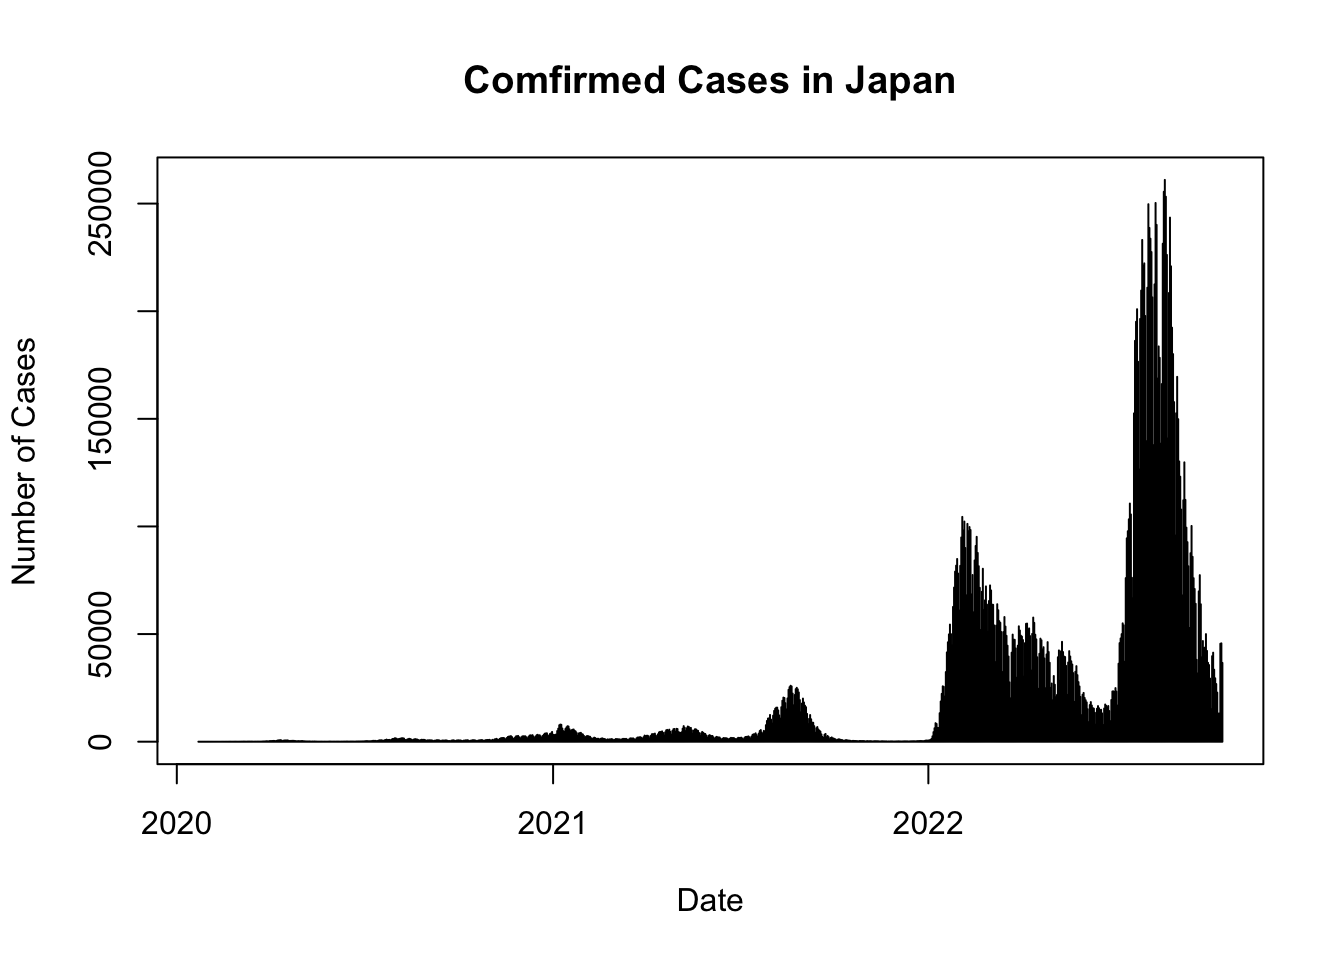 Comfirmed Cases in Japan
Number of Cases
250000
150000
50000
0
2020 2021 2022
Date